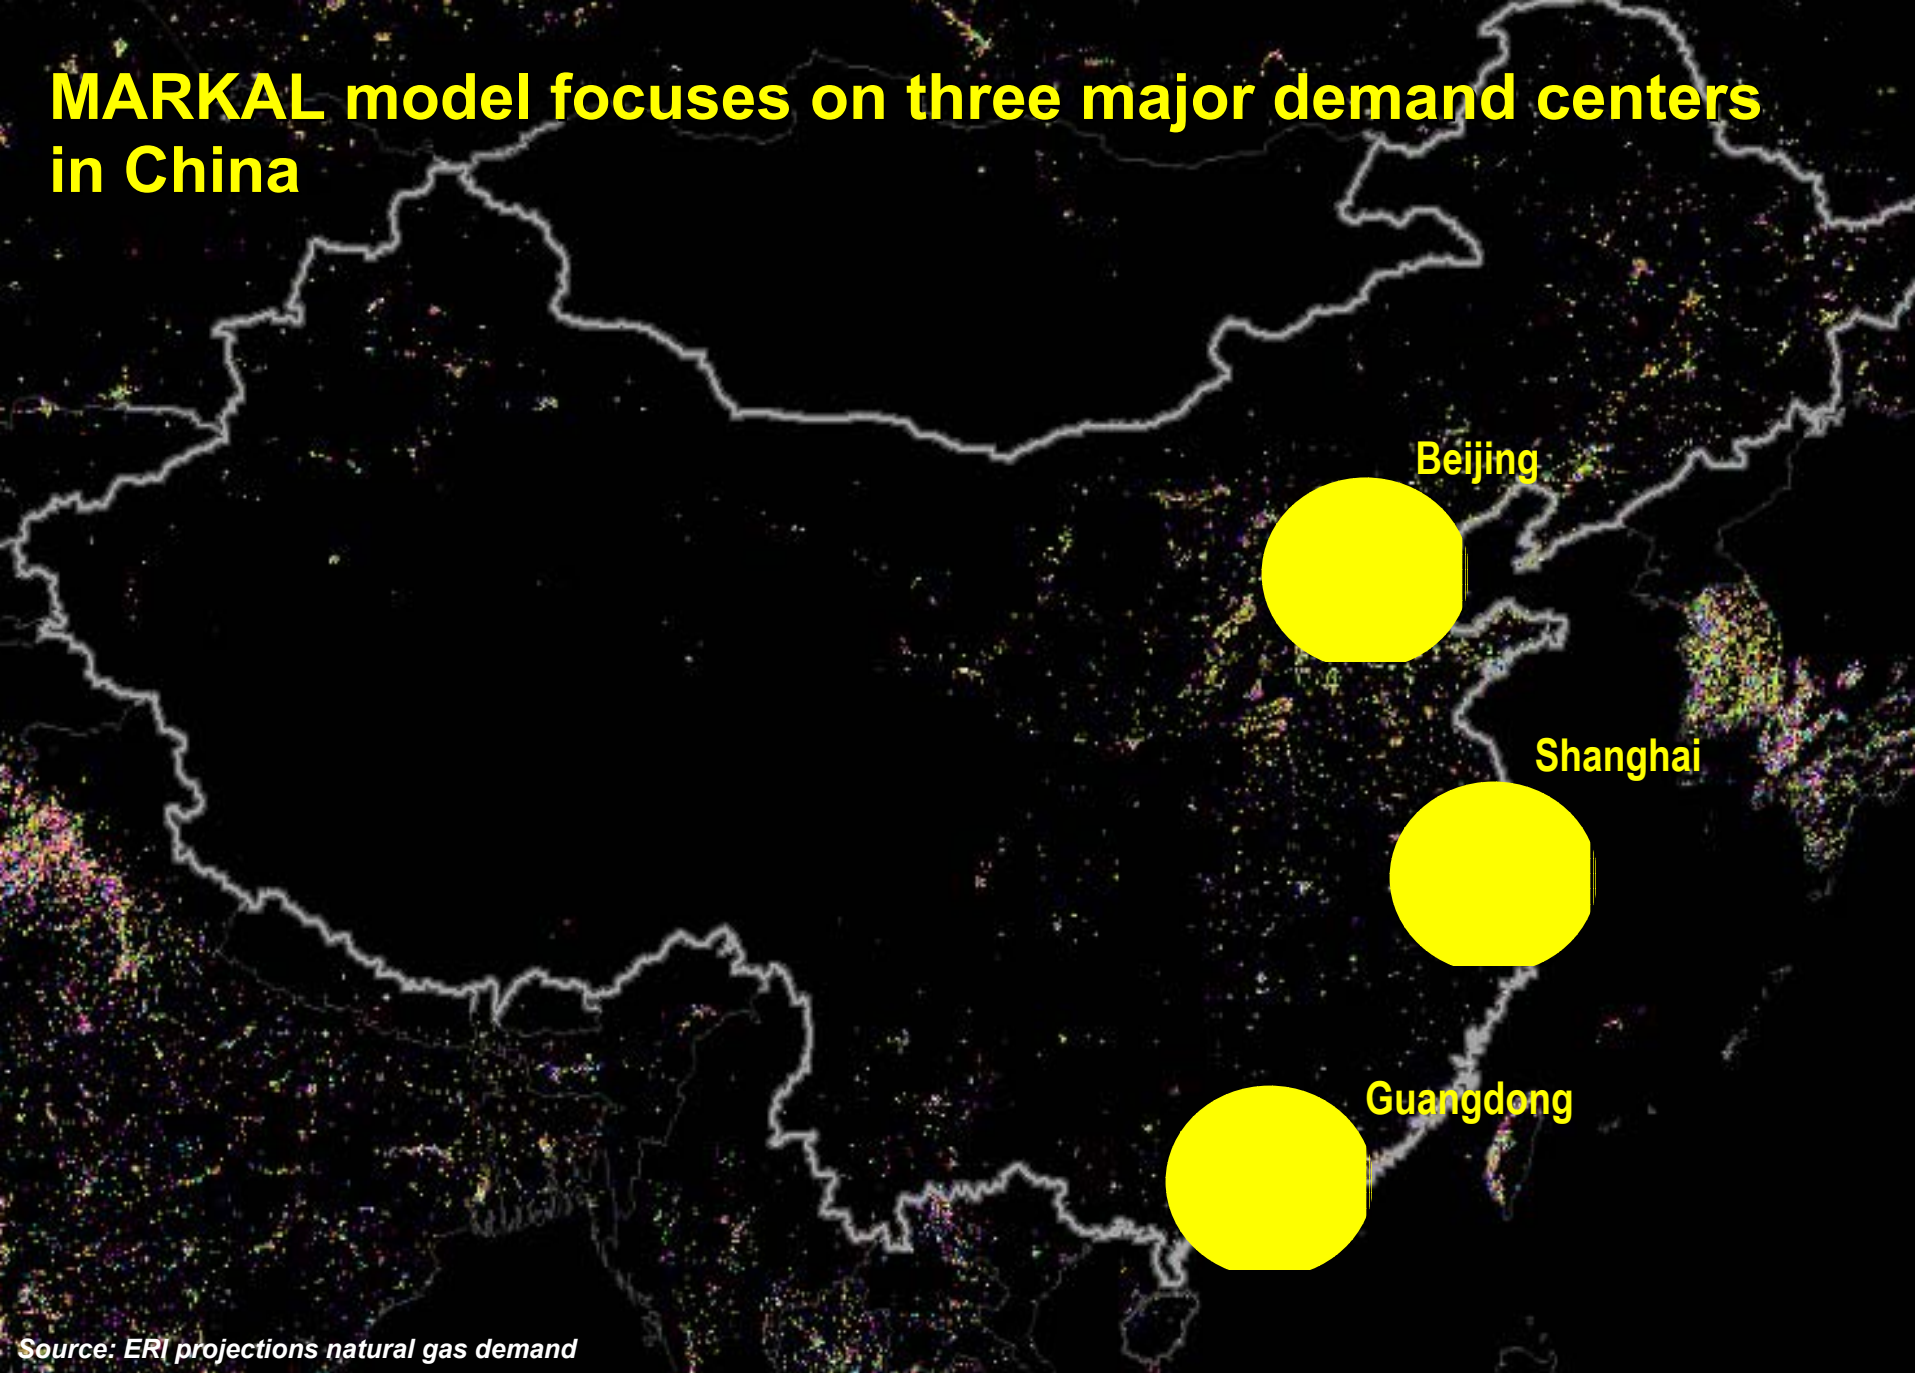 MARKAL model focuses on three major demand centers
in China
Beijing
Shanghai
Guangdong
Source: ERI projections natural gas demand